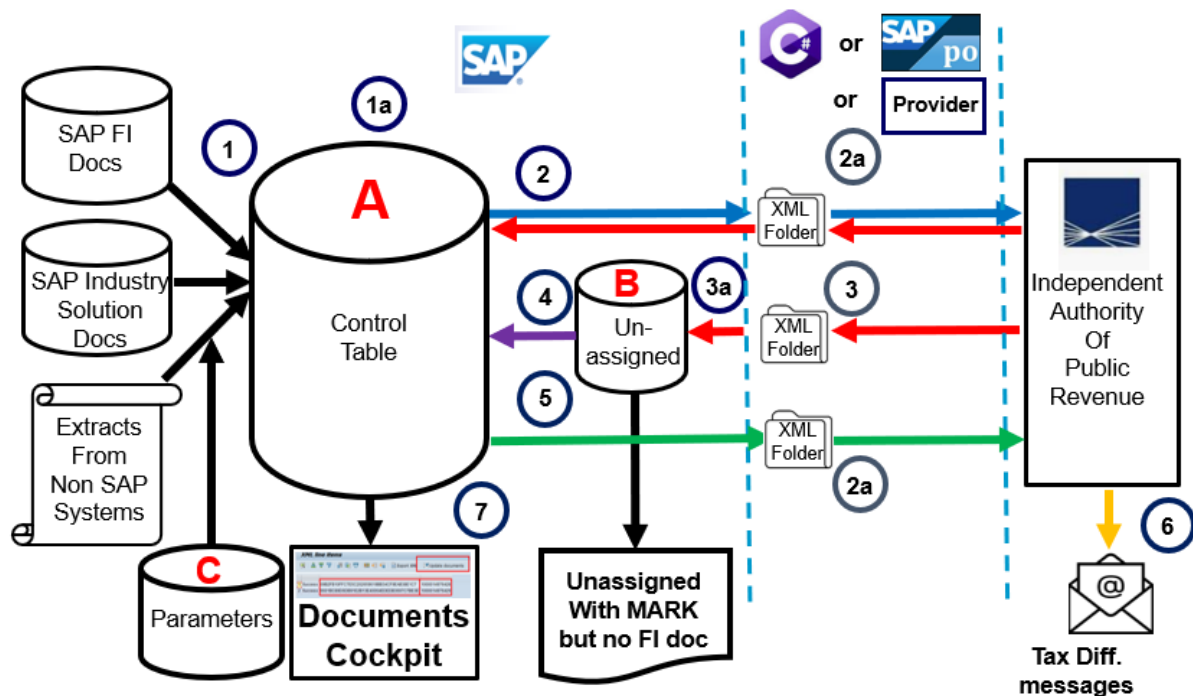 SAP
C#
or
SAP
po
or
Provider
SAP FI
Docs
1
1a
A
Control
Table
2
2a
XML
Folder
SAP Industry
Solution
Docs
Extracts
From
Non SAP
Systems
C
Parameters
4
B
Un-
assigned
3a
3
XML
Folder
Independent
Authority
Of
Public
Revenue
5
XML
Folder
2a
7
Documents
Cockpit
Unassigned
With MARK
but no FI doc
6
@
Tax Diff.
messages